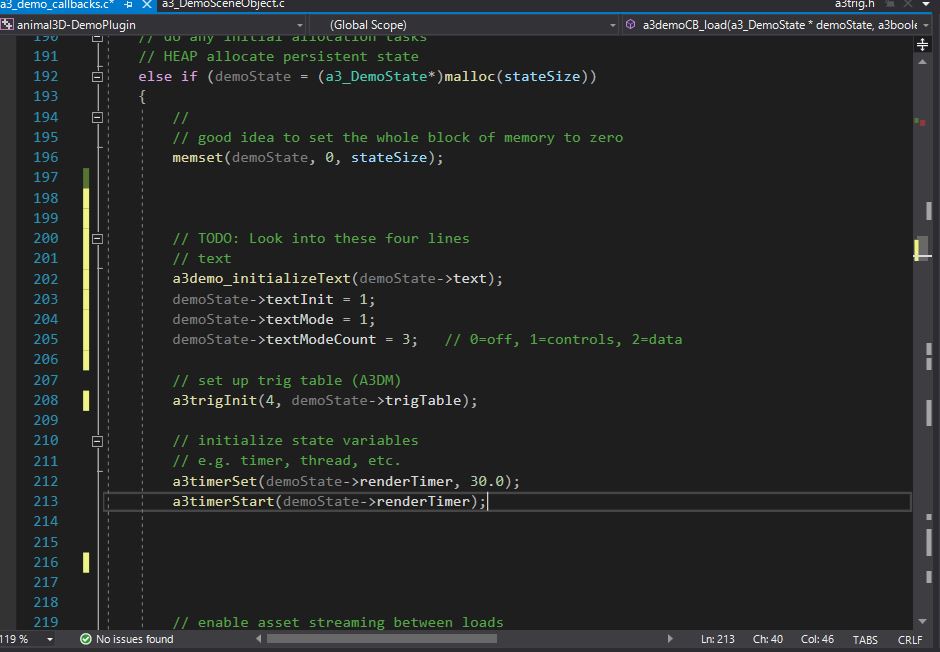 a3_demo_callbacks.c* a3_DemoSceneObject.c a3trig.h
animal3D-DemoPlugin (Global Scope) a3demoCB_load(a3_DemoState * demoState, a3boole
190 // do any initial allocation tasks
191 // HEAP allocate persistent state
192 else if (demoState = (a3_DemoState*)malloc(stateSize))
193 {
194 //
195 // good idea to set the whole block of memory to zero
196 memset(demoState, 0, stateSize);
197
198
199
200 // TODO: Look into these four lines
201 // text
202 a3demo_initializeText(demoState->text);
203 demoState->textInit = 1;
204 demoState->textMode = 1;
205 demoState->textModeCount = 3; // 0=off, 1=controls, 2=data
206
207 // set up trig table (A3DM)
208 a3trigInit(4, demoState->trigTable);
209
210 // initialize state variables
211 // e.g. timer, thread, etc.
212 a3timerSet(demoState->renderTimer, 30.0);
213 a3timerStart(demoState->renderTimer);
214
215
216
217
218
219 // enable asset streaming between loads
119 % No issues found Ln: 213 Ch: 40 Col: 46 TABS CRLF